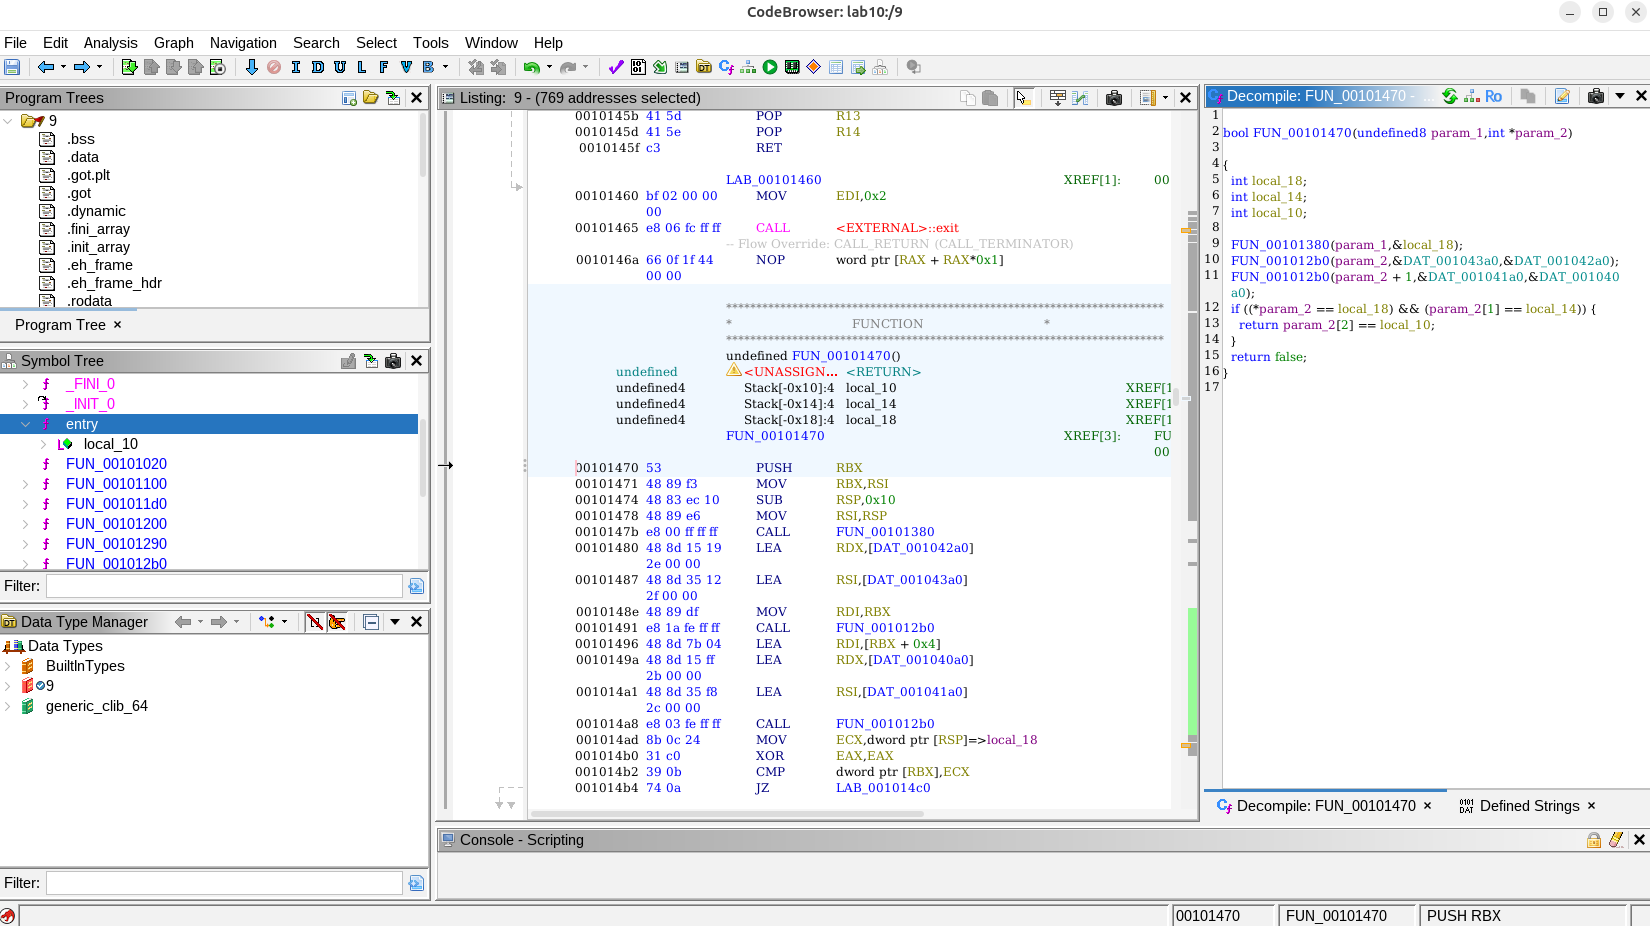 CodeBrowser: lab10:/9
File Edit Analysis Graph Navigation Search Select Tools Window Help
I D U L F V B
Program Trees
9
.bss
.data
.got.plt
.got
.dynamic
.fini_array
.init_array
.eh_frame
.eh_frame_hdr
.rodata
Program Tree ×
Symbol Tree
_FINI_0
_INIT_0
entry
local_10
FUN_00101020
FUN_00101100
FUN_001011d0
FUN_00101200
FUN_00101290
FUN_001012b0
Filter:
Data Type Manager
Data Types
BuiltInTypes
9
generic_clib_64
Filter:
Listing: 9 - (769 addresses selected)
0010145b 41 5d POP R13
0010145d 41 5e POP R14
0010145f c3 RET
LAB_00101460 XREF[1]: 00
00101460 bf 02 00 00 MOV EDI,0x2
00
00101465 e8 06 fc ff ff CALL <EXTERNAL>::exit
-- Flow Override: CALL_RETURN (CALL_TERMINATOR)
0010146a 66 0f 1f 44 NOP word ptr [RAX + RAX*0x1]
00 00
**************************************************************
* FUNCTION *
**************************************************************
undefined FUN_00101470()
undefined <UNASSIGN... <RETURN>
undefined4 Stack[-0x10]:4 local_10 XREF[1
undefined4 Stack[-0x14]:4 local_14 XREF[1
undefined4 Stack[-0x18]:4 local_18 XREF[1
FUN_00101470 XREF[3]: FU
00
00101470 53 PUSH RBX
00101471 48 89 f3 MOV RBX,RSI
00101474 48 83 ec 10 SUB RSP,0x10
00101478 48 89 e6 MOV RSI,RSP
0010147b e8 00 ff ff ff CALL FUN_00101380
00101480 48 8d 15 19 LEA RDX,[DAT_001042a0]
2e 00 00
00101487 48 8d 35 12 LEA RSI,[DAT_001043a0]
2f 00 00
0010148e 48 89 df MOV RDI,RBX
00101491 e8 1a fe ff ff CALL FUN_001012b0
00101496 48 8d 7b 04 LEA RDI,[RBX + 0x4]
0010149a 48 8d 15 ff LEA RDX,[DAT_001040a0]
2b 00 00
001014a1 48 8d 35 f8 LEA RSI,[DAT_001041a0]
2c 00 00
001014a8 e8 03 fe ff ff CALL FUN_001012b0
001014ad 8b 0c 24 MOV ECX,dword ptr [RSP]=>local_18
001014b0 31 c0 XOR EAX,EAX
001014b2 39 0b CMP dword ptr [RBX],ECX
001014b4 74 0a JZ LAB_001014c0
Console - Scripting
Decompile: FUN_00101470 - ...
Ro
1
2 bool FUN_00101470(undefined8 param_1,int *param_2)
3
4 {
5 int local_18;
6 int local_14;
7 int local_10;
8
9 FUN_00101380(param_1,&local_18);
10 FUN_001012b0(param_2,&DAT_001043a0,&DAT_001042a0);
11 FUN_001012b0(param_2 + 1,&DAT_001041a0,&DAT_001040
a0);
12 if ((*param_2 == local_18) && (param_2[1] == local_14)) {
13 return param_2[2] == local_10;
14 }
15 return false;
16 }
17
Decompile: FUN_00101470 × Defined Strings ×
00101470 FUN_00101470 PUSH RBX